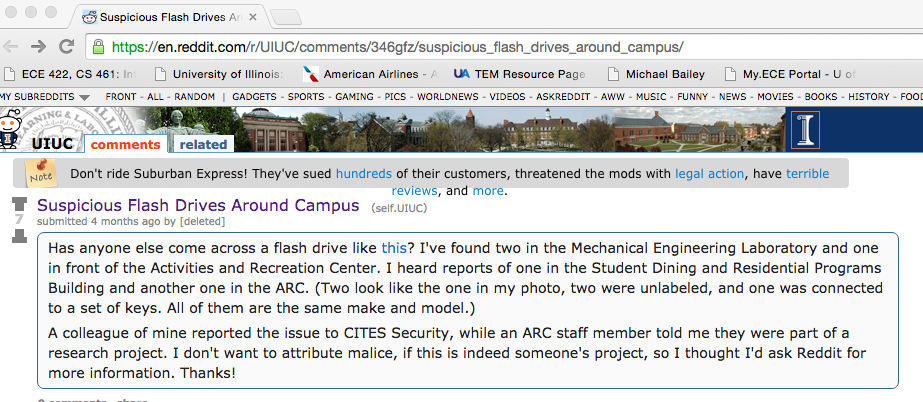 Suspicious Flash Drives Ar
https://en.reddit.com/r/UIUC/comments/346gfz/suspicious_flash_drives_around_campus/
ECE 422, CS 461: Int University of Illinois: American Airlines - A UA TEM Resource Page Michael Bailey My.ECE Portal - U of
MY SUBREDDITS FRONT - ALL - RANDOM | GADGETS - SPORTS - GAMING - PICS - WORLDNEWS - VIDEOS - ASKREDDIT - AWW - MUSIC - FUNNY - NEWS - MOVIES - BOOKS - HISTORY - FOOD
UIUC comments related
Note Don't ride Suburban Express! They've sued hundreds of their customers, threatened the mods with legal action, have terrible
reviews, and more.
Suspicious Flash Drives Around Campus (self.UIUC)
7 submitted 4 months ago by [deleted]
Has anyone else come across a flash drive like this? I've found two in the Mechanical Engineering Laboratory and one
in front of the Activities and Recreation Center. I heard reports of one in the Student Dining and Residential Programs
Building and another one in the ARC. (Two look like the one in my photo, two were unlabeled, and one was connected
to a set of keys. All of them are the same make and model.)
A colleague of mine reported the issue to CITES Security, while an ARC staff member told me they were part of a
research project. I don't want to attribute malice, if this is indeed someone's project, so I thought I'd ask Reddit for
more information. Thanks!